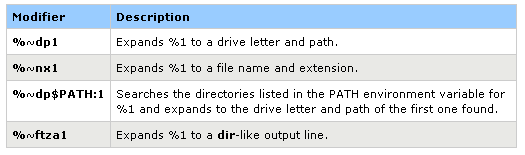 Modifier Description
%~dp1 Expands %1 to a drive letter and path.
%~nx1 Expands %1 to a file name and extension.
%~dp$PATH:1 Searches the directories listed in the PATH environment variable for
%1 and expands to the drive letter and path of the first one found.
%~ftza1 Expands %1 to a dir-like output line.